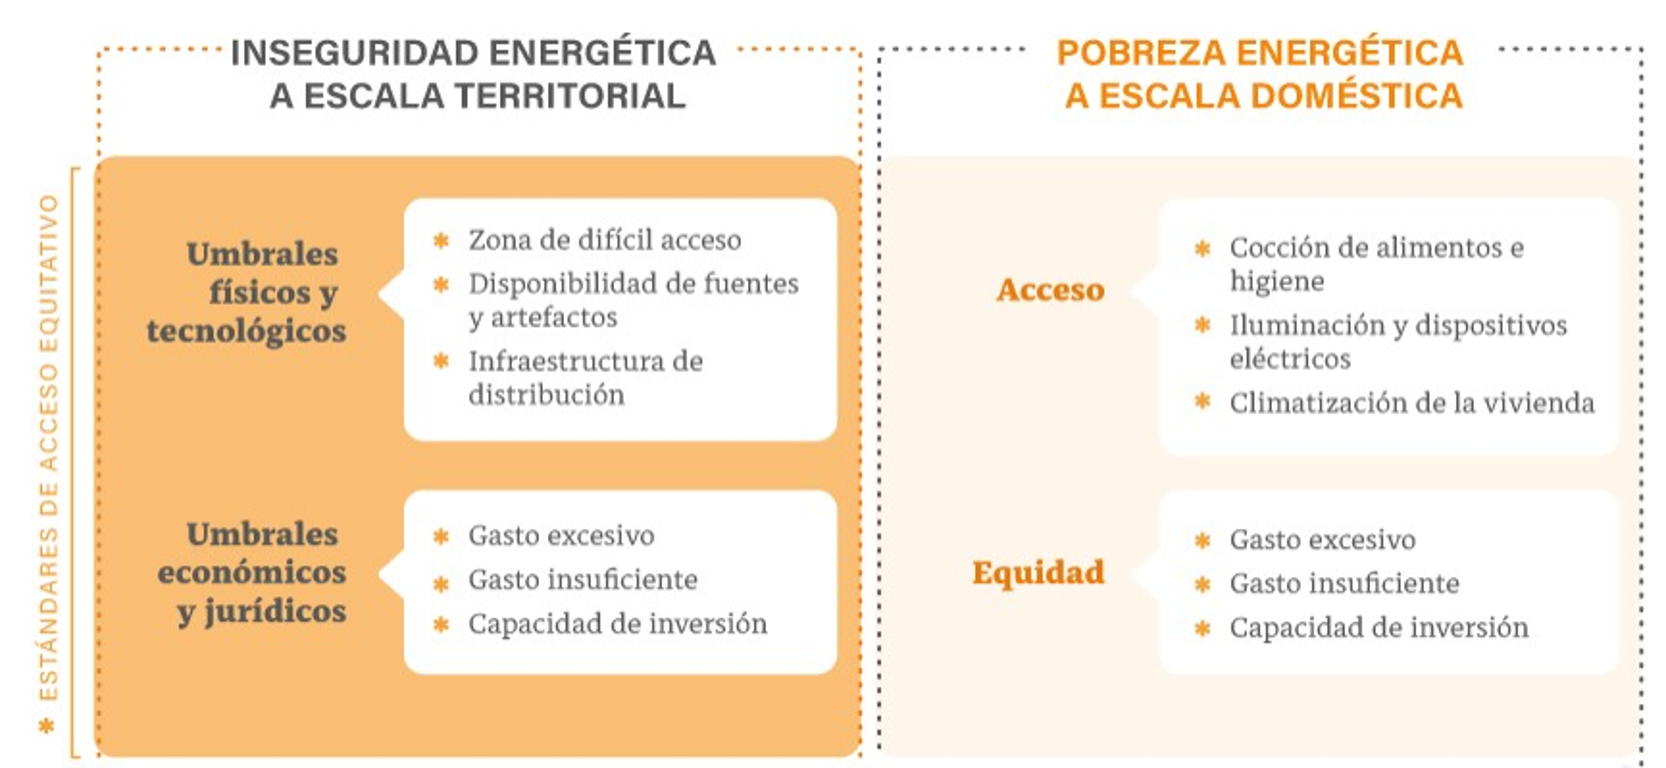 INSEGURIDAD ENERGÉTICA
A ESCALA TERRITORIAL
POBREZA ENERGÉTICA
A ESCALA DOMÉSTICA
* ESTÁNDARES DE ACCESO EQUITATIVO
Umbrales
físicos y
tecnológicos
* Zona de difícil acceso
* Disponibilidad de fuentes
y artefactos
* Infraestructura de
distribución
Umbrales
económicos
y jurídicos
* Gasto excesivo
* Gasto insuficiente
* Capacidad de inversión
Acceso
* Cocción de alimentos e
higiene
* Iluminación y dispositivos
eléctricos
* Climatización de la vivienda
Equidad
* Gasto excesivo
* Gasto insuficiente
* Capacidad de inversión